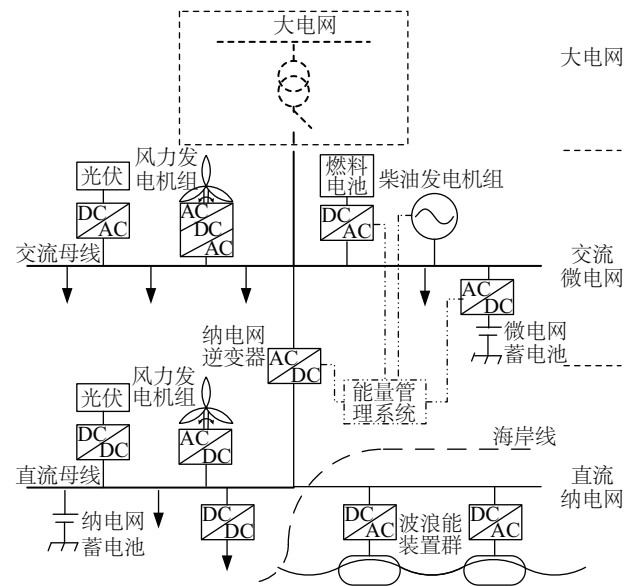 大电网
大电网
风力发
电机组
光伏
DC
AC
AC
DC
AC
燃料
电池
DC
AC
柴油发电机组
交流母线
交流
微电网
AC
DC
微电网
蓄电池
纳电网
逆变器
AC
DC
能量管
理系统
风力发
电机组
光伏
DC
DC
AC
DC
海岸线
直流母线
直流
纳电网
纳电网
蓄电池
DC
DC
DC
AC
波浪能
装置群
DC
AC